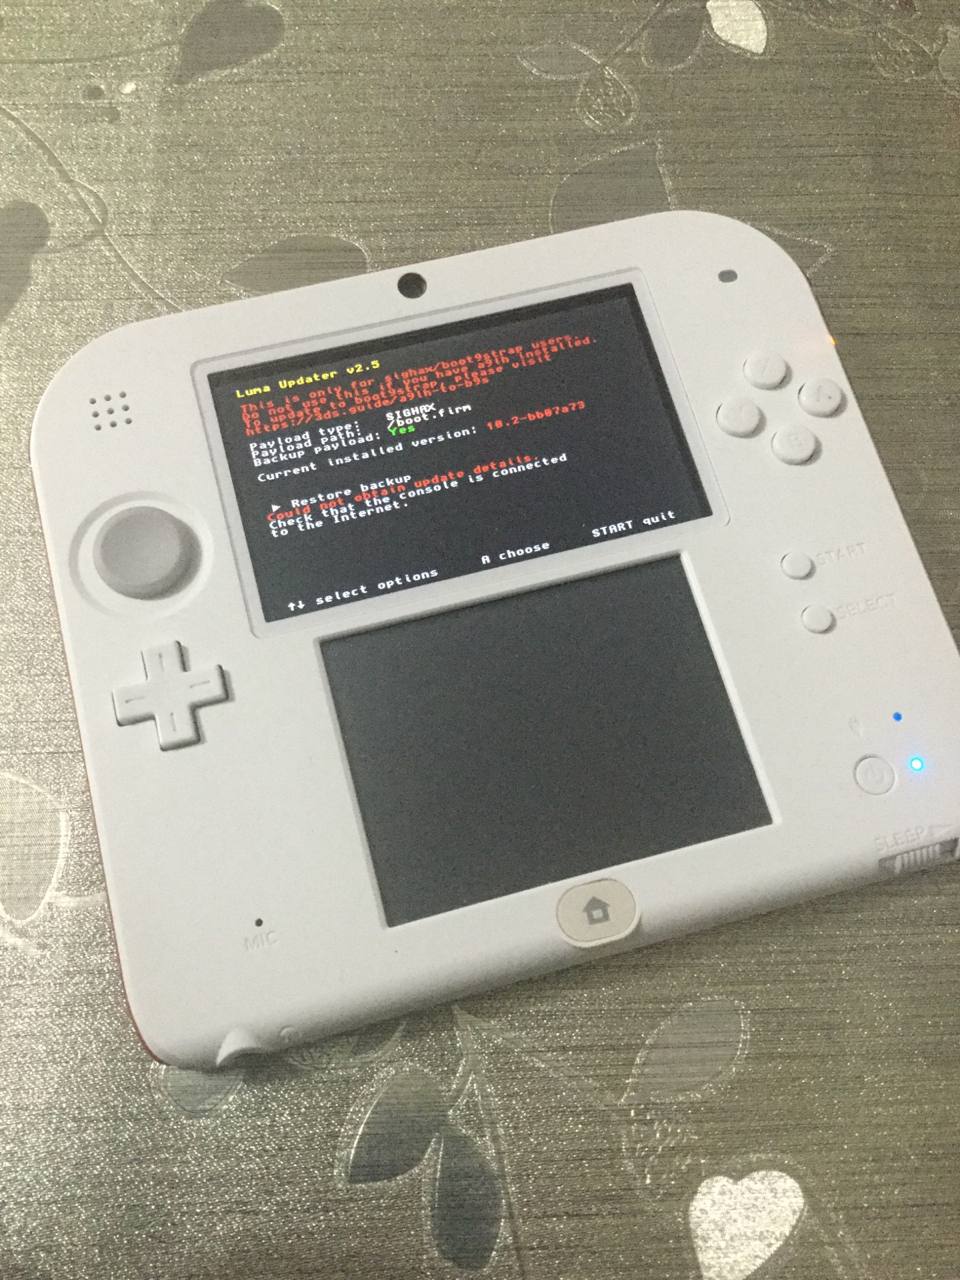 Luma Updater v2.5
This is only for sighax/boot9strap users.
Do not use this if you have a9lh installed.
To update to boot9strap, please visit
https://3ds.guide/a9lh-to-b9s
Payload type: SIGHAX
Payload path: /boot.firm
Backup payload: Yes
Current installed version: 10.2-bb07a73
▶ Restore backup
Could not obtain update details.
Check that the console is connected
to the Internet.
↑↓ select options A choose START quit
START
SELECT
SLEEP
MIC